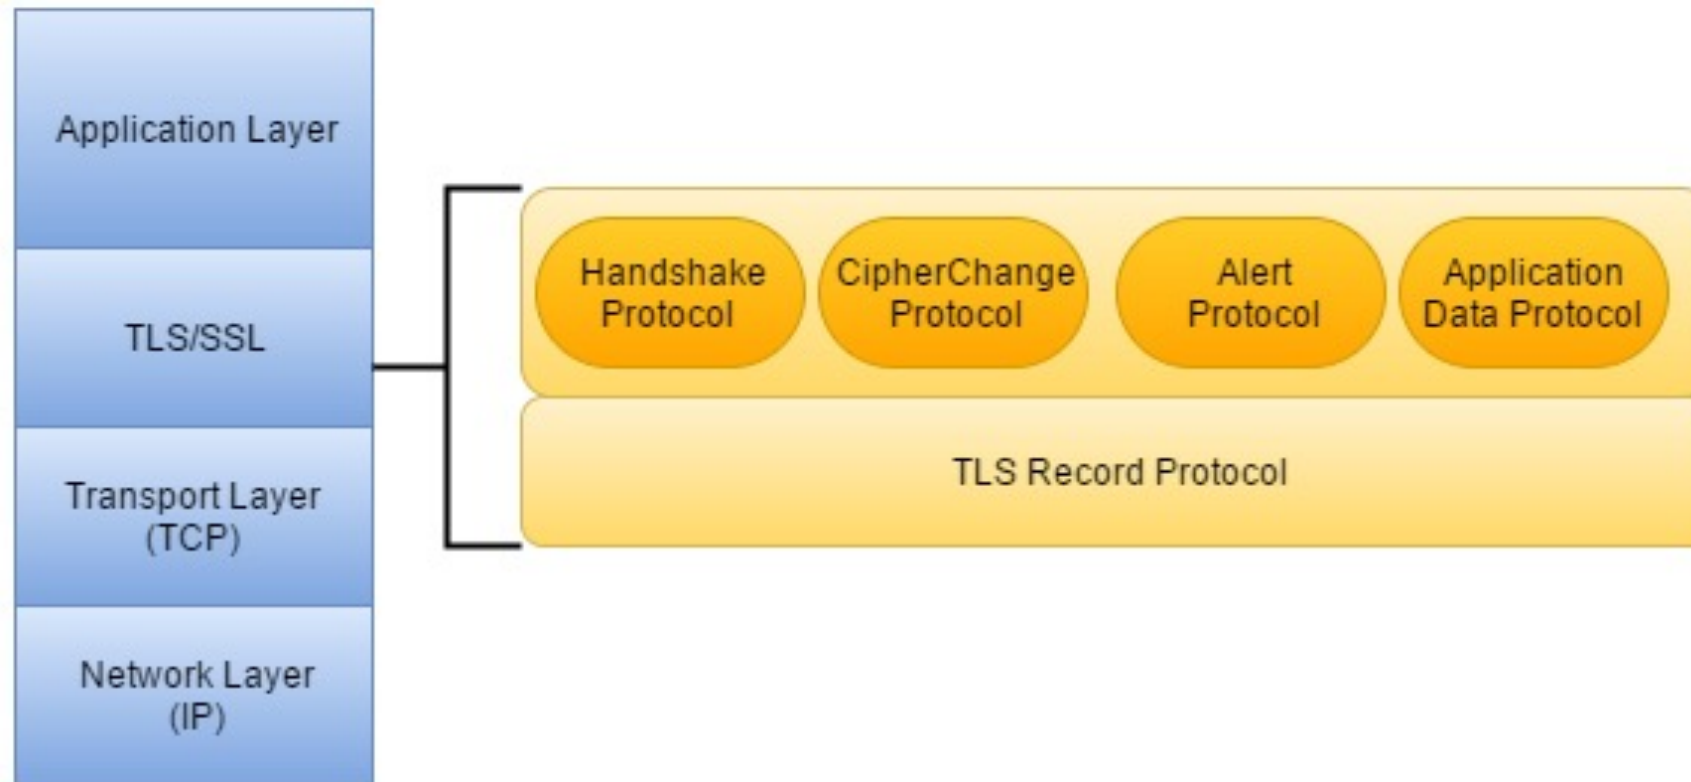 Application Layer
TLS/SSL
Transport Layer
(TCP)
Network Layer
(IP)
Handshake
Protocol
CipherChange
Protocol
Alert
Protocol
Application
Data Protocol
TLS Record Protocol